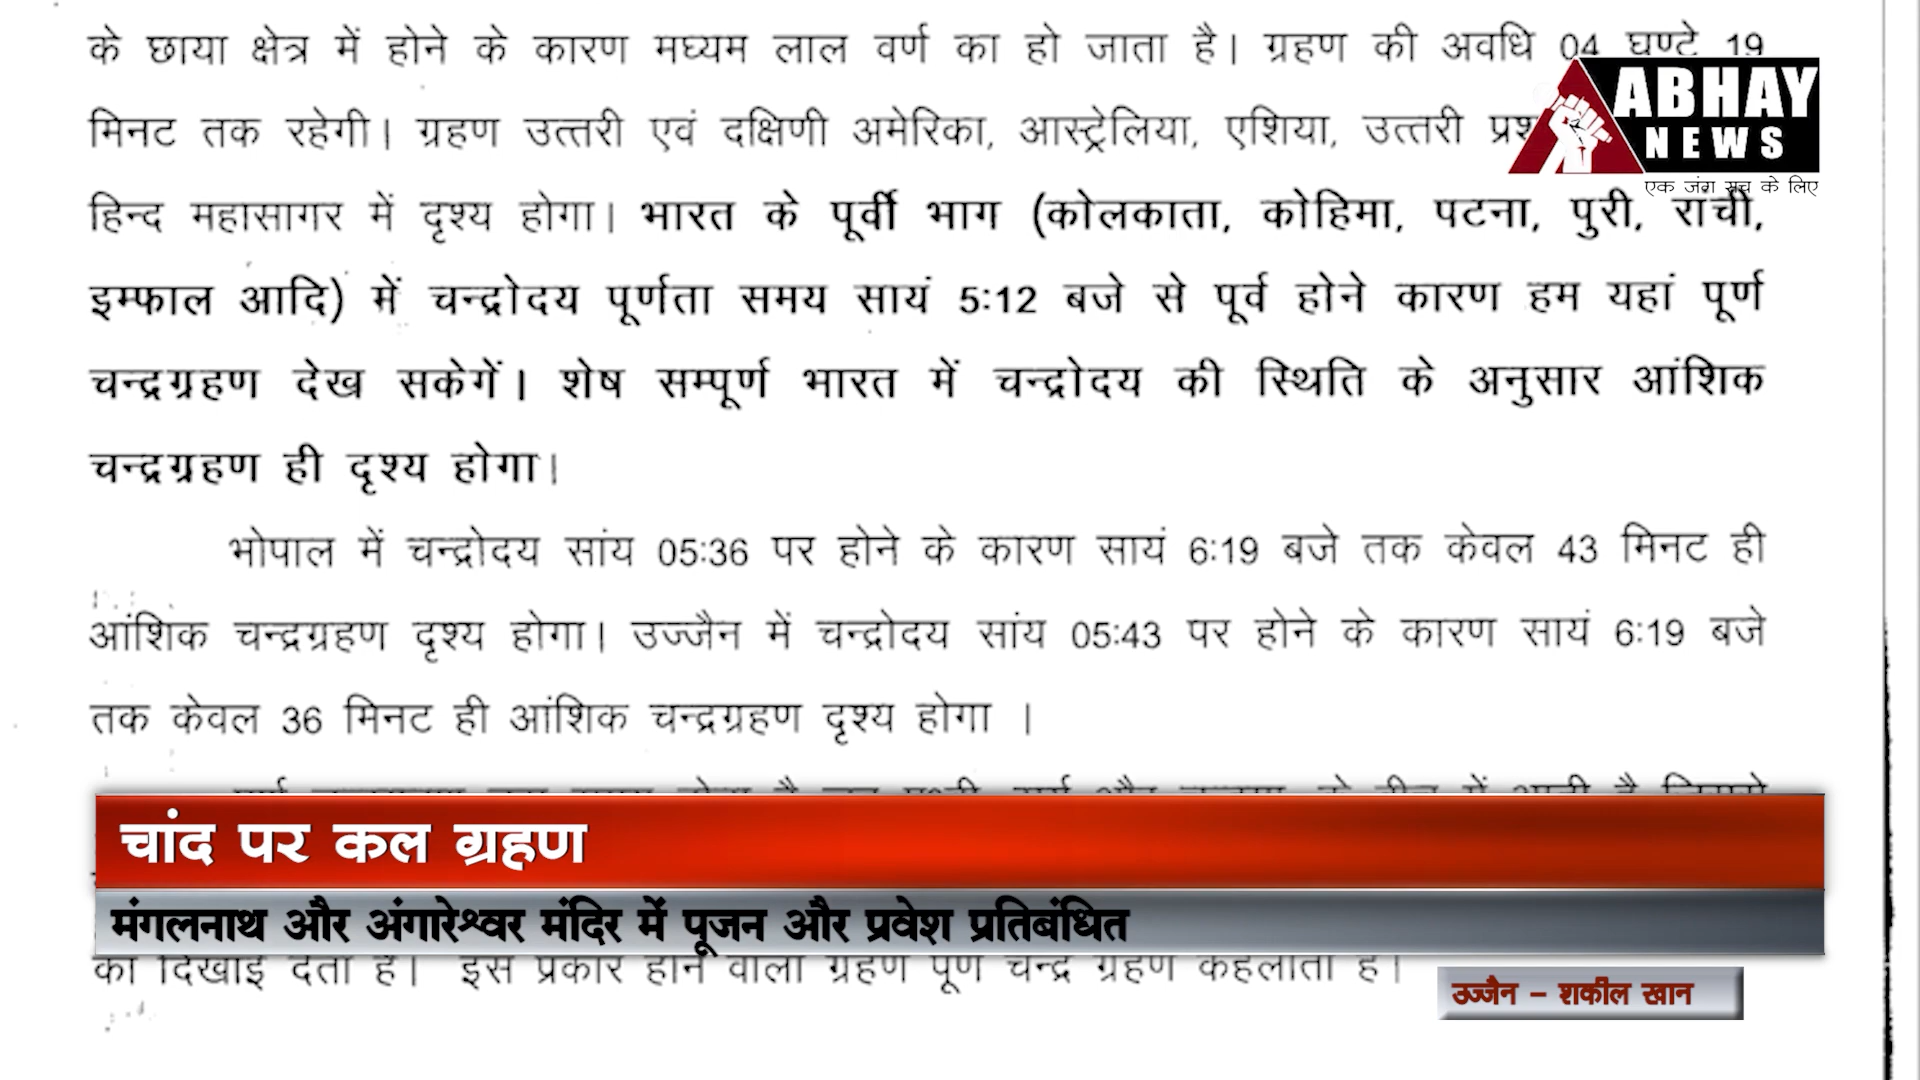 के छाया क्षेत्र में होने के कारण मघ्यम लाल वर्ण का हो जाता है। ग्रहण की अवधि 04 घण्टे 19
मिनट तक रहेगी। ग्रहण उत्तरी एवं दक्षिणी अमेरिका, आस्ट्रेलिया, एशिया, उत्तरी
ABHAY
NEWS
एक जंग सच के लिए
हिन्द महासागर में दृश्य होगा। भारत के पूर्वी भाग (कोलकाता, कोहिमा, पटना, पुरी, रांची,
इम्फाल आदि) में चन्द्रोदय पूर्णता समय सायं 5:12 बजे से पूर्व होने कारण हम यहां पूर्ण
चन्द्रग्रहण देख सकेगें। शेष सम्पूर्ण भारत में चन्द्रोदय की स्थिति के अनुसार आंशिक
चन्द्रग्रहण ही दृश्य होगा।
भोपाल में चन्द्रोदय सांय 05:36 पर होने के कारण सायं 6:19 बजे तक केवल 43 मिनट ही
आंशिक चन्द्रग्रहण दृश्य होगा। उज्जैन में चन्द्रोदय सांय 05:43 पर होने के कारण सायं 6:19 बजे
तक केवल 36 मिनट ही आंशिक चन्द्रग्रहण दृश्य होगा ।
चांद पर कल ग्रहण
मंगलनाथ और अंगारेश्वर मंदिर में पूजन और प्रवेश प्रतिबंधित
का दिखाई देता है। इस प्रकार होने वाला ग्रहण पूर्ण चन्द्र ग्रहण कहलाता है।
उज्जैन – शकील खान